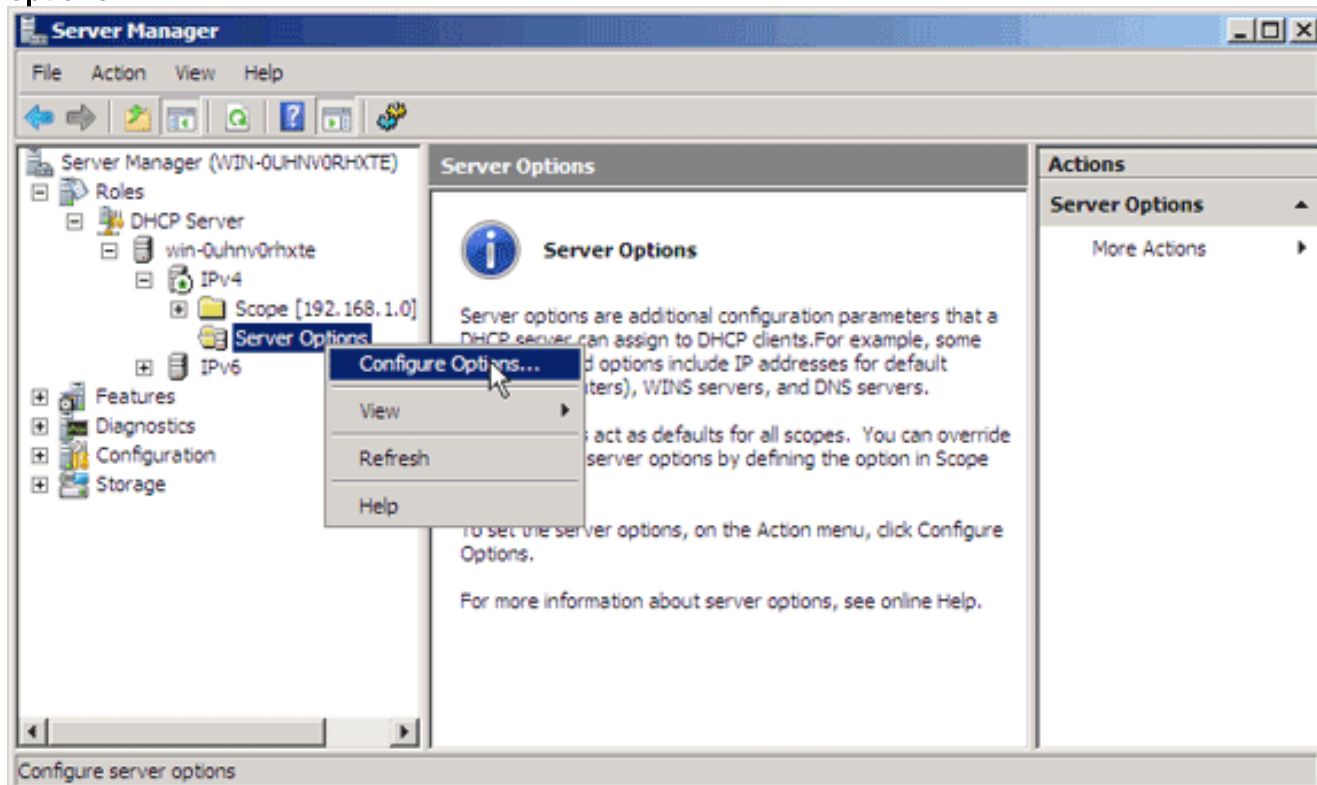 Server Manager
File Action View Help
Server Manager (WIN-0UHNV0RHXTE)
Roles
DHCP Server
win-0uhnv0rhxte
IPv4
Scope [192.168.1.0]
Server Options
IPv6
Features
Diagnostics
Configuration
Storage
Configure Options...
View
Refresh
Help
Server Options
Server Options
Server options are additional configuration parameters that a
DHCP server can assign to DHCP clients.For example, some
options include IP addresses for default
WINS servers, and DNS servers.
act as defaults for all scopes. You can override
server options by defining the option in Scope
To set the server options, on the Action menu, click Configure
Options.
For more information about server options, see online Help.
Actions
Server Options
More Actions
Configure server options